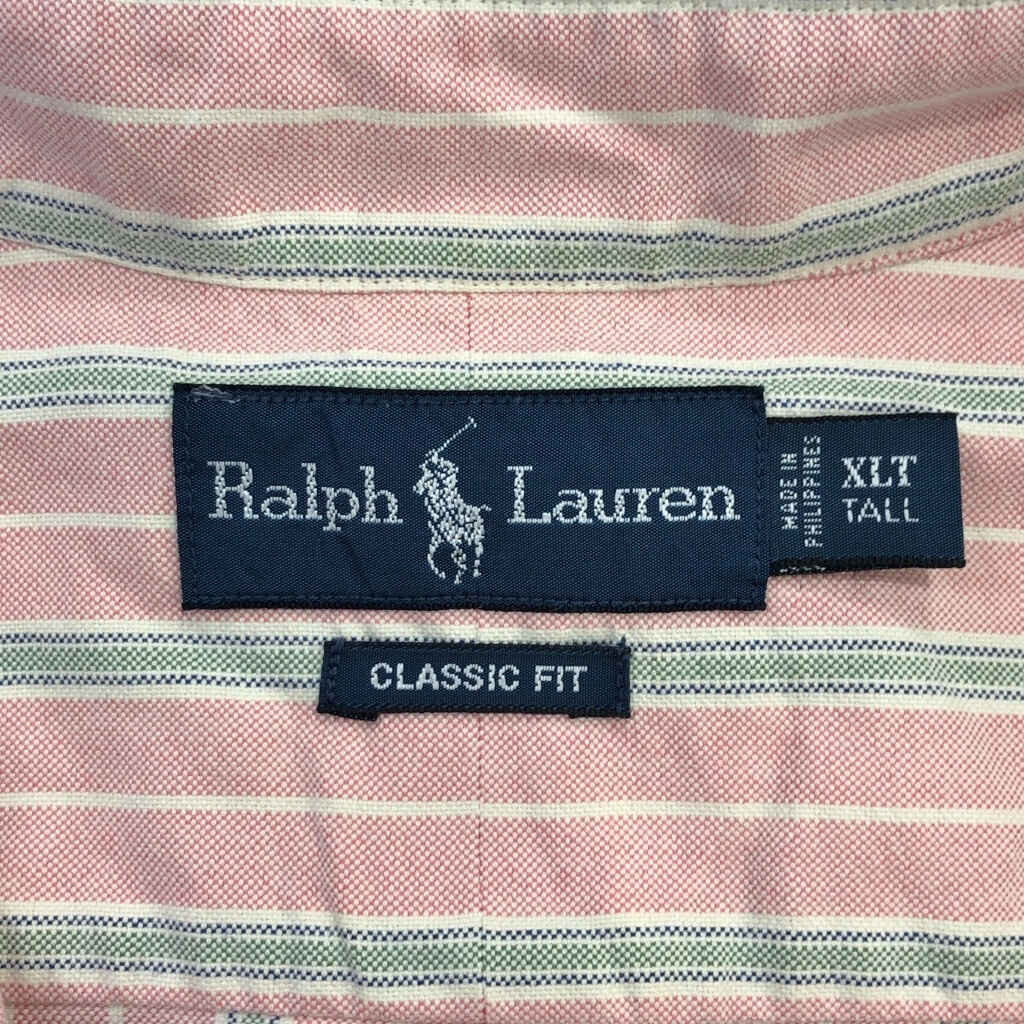 Ralph Lauren
MADE IN
PHILIPPINES
XLT
TALL
CLASSIC FIT